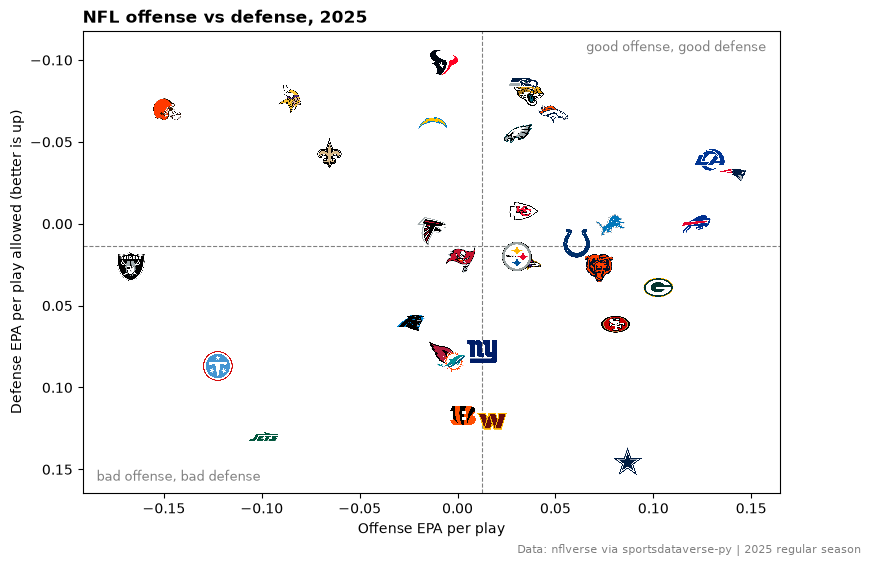 NFL offense vs defense, 2025
good offense, good defense
bad offense, bad defense
Defense EPA per play allowed (better is up)
−0.10
−0.05
0.00
0.05
0.10
0.15
−0.15
−0.10
−0.05
0.00
0.05
0.10
0.15
Offense EPA per play
Data: nflverse via sportsdataverse-py | 2025 regular season
ny
JETS
W